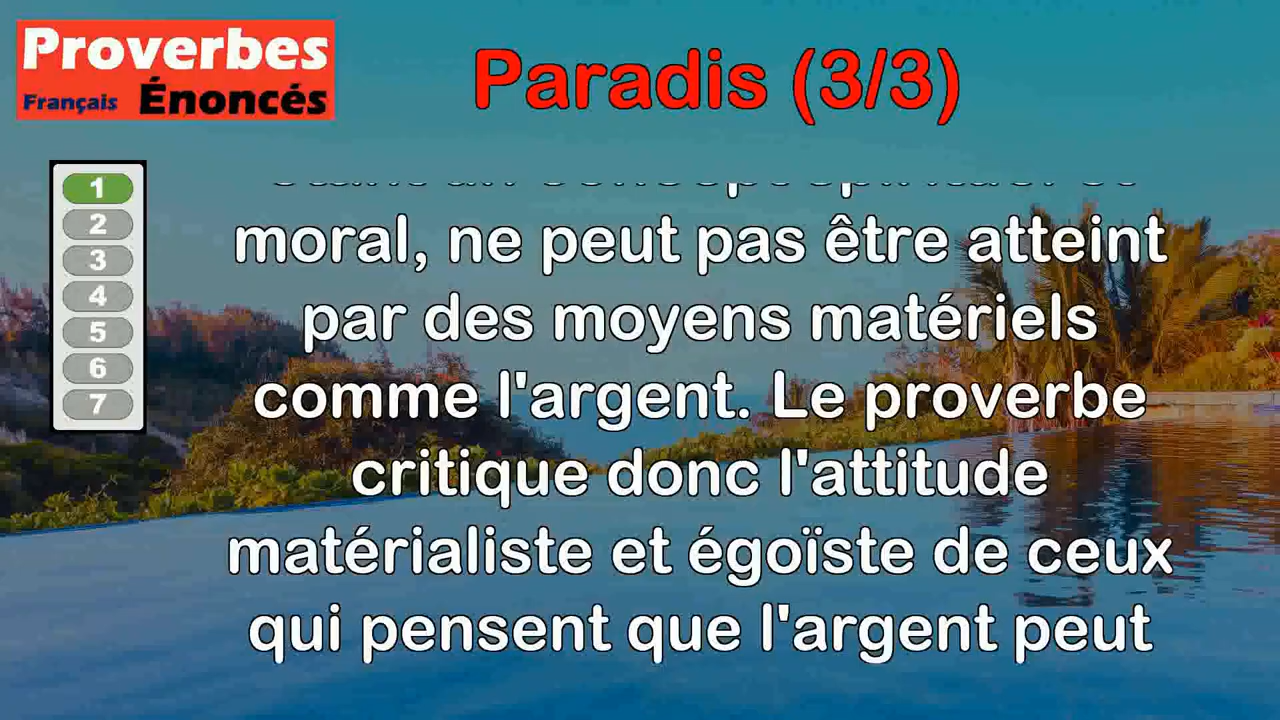 Proverbes
Français Énoncés
Paradis (3/3)
1
2
3
4
5
6
7
moral, ne peut pas être atteint
par des moyens matériels
comme l'argent. Le proverbe
critique donc l'attitude
matérialiste et égoïste de ceux
qui pensent que l'argent peut